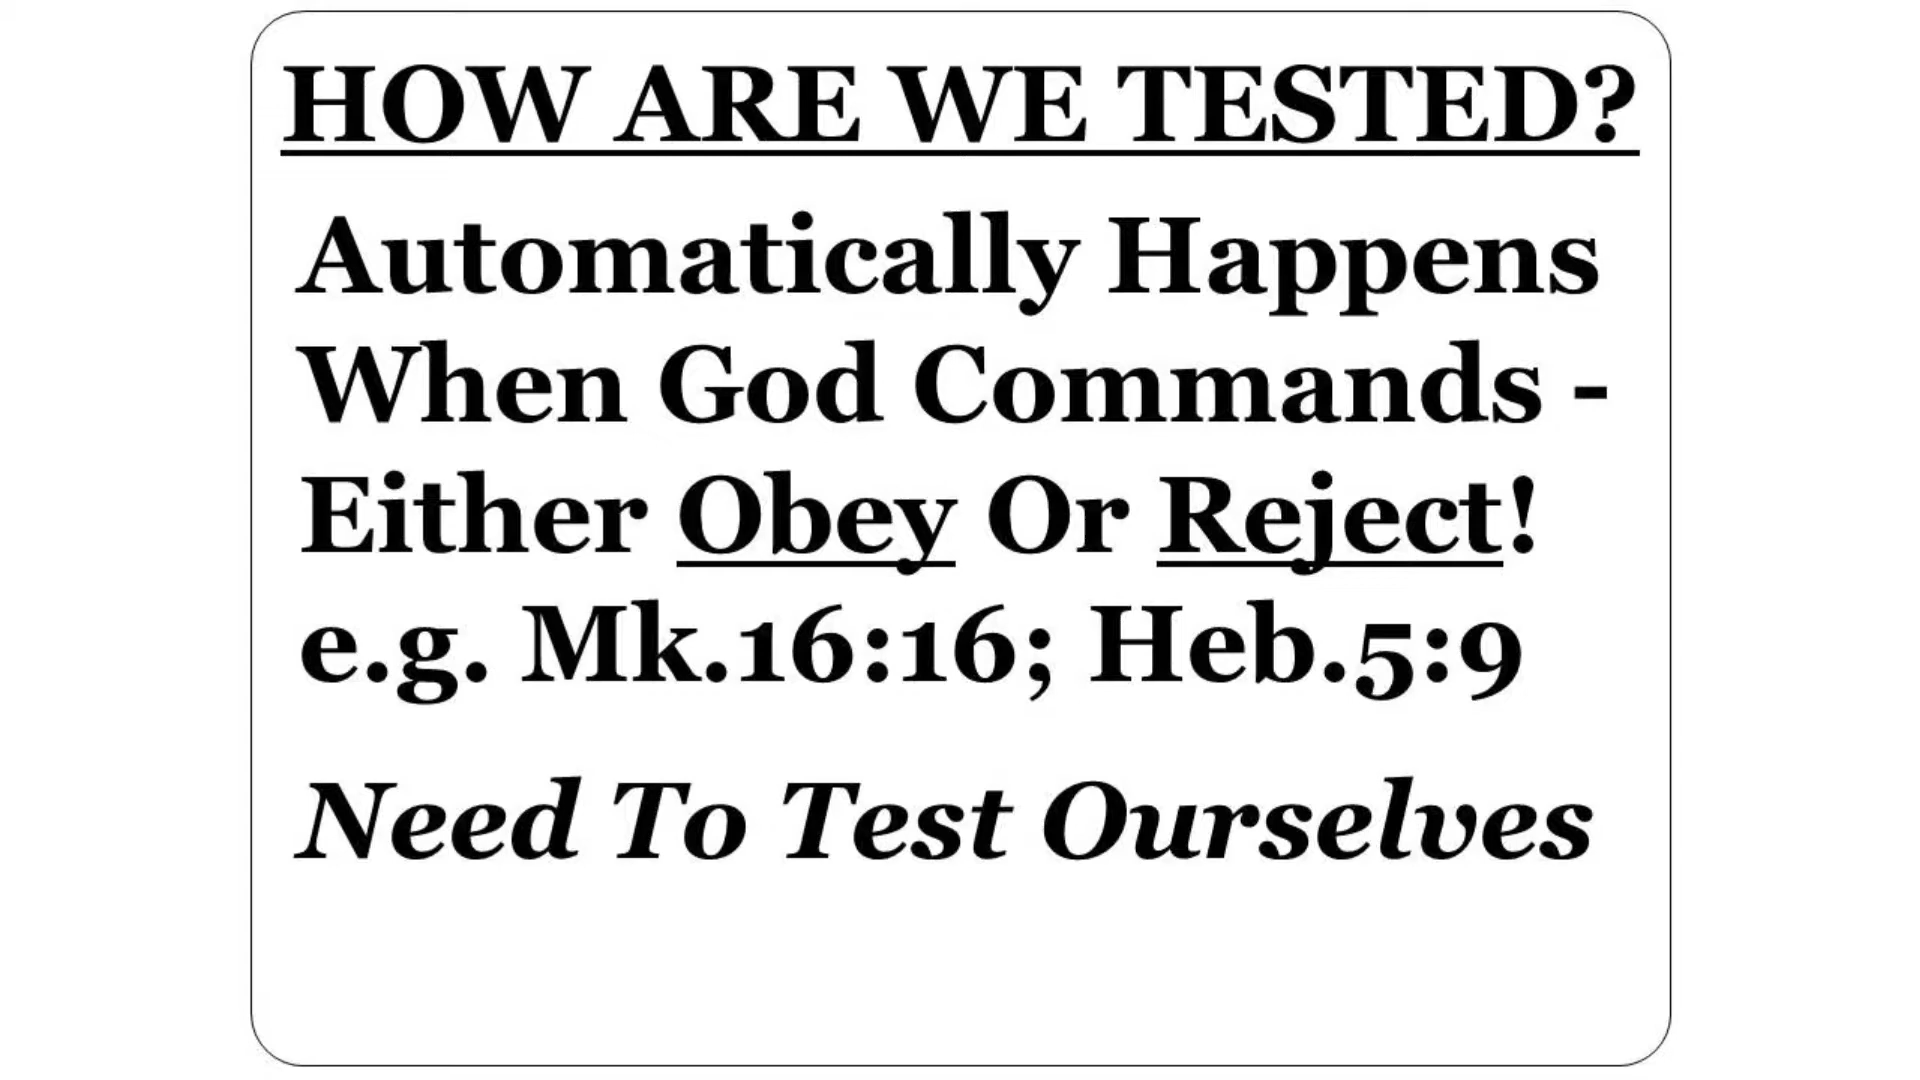 HOW ARE WE TESTED?
Automatically Happens
When God Commands -
Either Obey Or Reject!
e.g. Mk.16:16; Heb.5:9
Need To Test Ourselves